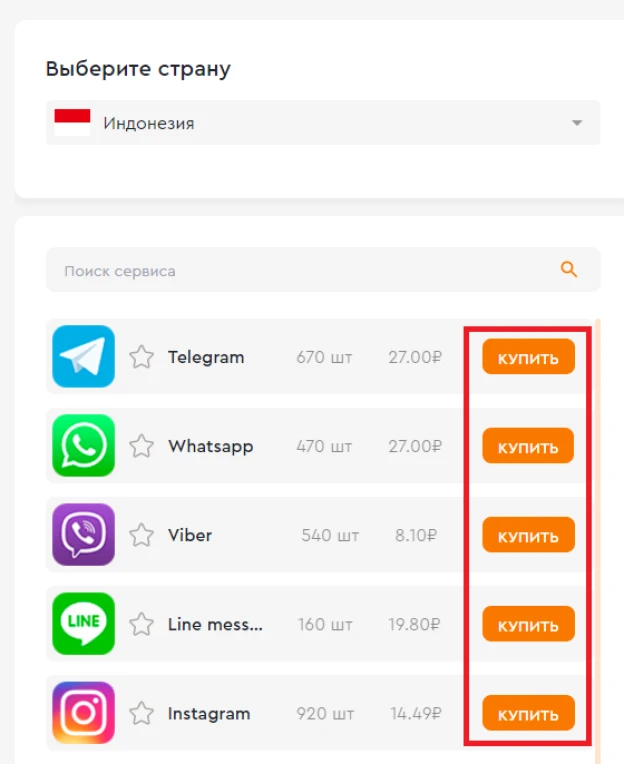 Выберите страну
Индонезия
Поиск сервиса
Telegram 670 шт 27.00₽ КУПИТЬ
Whatsapp 470 шт 27.00₽ КУПИТЬ
Viber 540 шт 8.10₽ КУПИТЬ
LINE Line mess... 160 шт 19.80₽ КУПИТЬ
Instagram 920 шт 14.49₽ КУПИТЬ